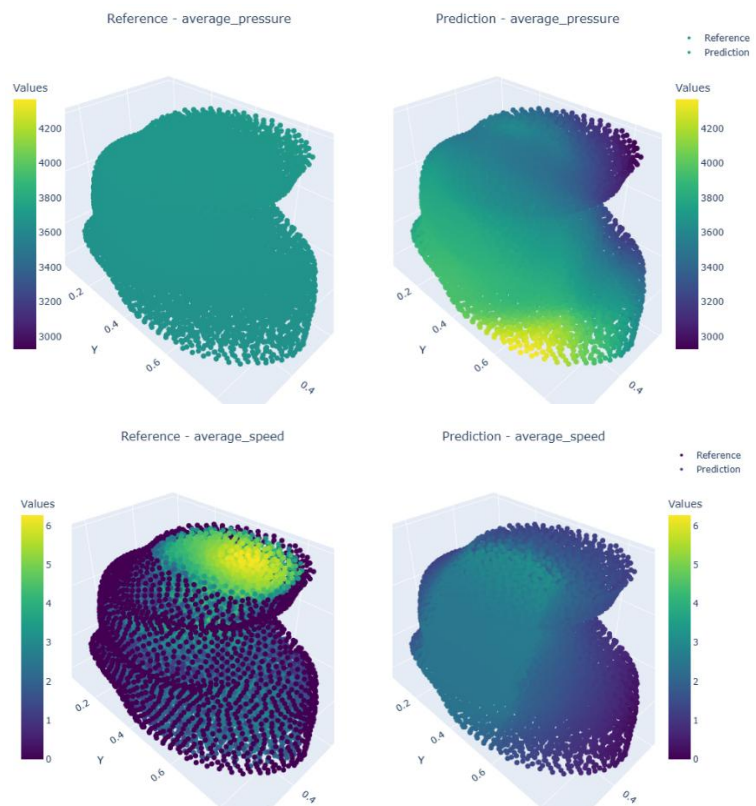 Reference - average_pressure
Prediction - average_pressure
Reference
Prediction
Values
4200
4000
3800
3600
3400
3200
3000
0.2
0.4
Y
0.6
0.4
Values
4200
4000
3800
3600
3400
3200
3000
0.2
0.4
Y
0.6
0.4
Reference - average_speed
Prediction - average_speed
Reference
Prediction
Values
6
5
4
3
2
1
0
0.2
0.4
Y
0.6
0.4
Values
6
5
4
3
2
1
0
0.2
0.4
Y
0.6
0.4